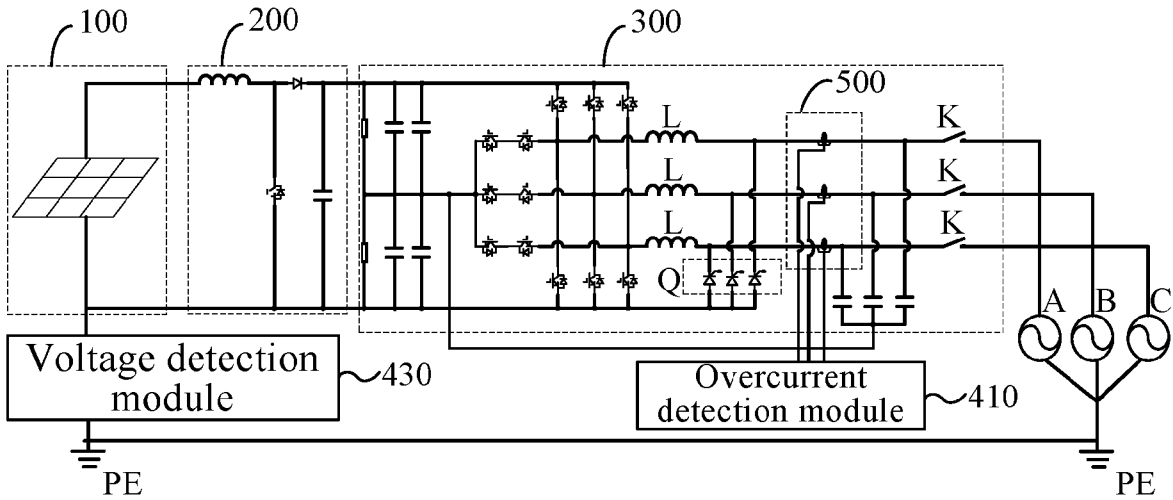 100
200
300
500
L
K
L
K
L
K
Q
A
B
C
Voltage detection
module
430
Overcurrent
detection module
410
PE
PE